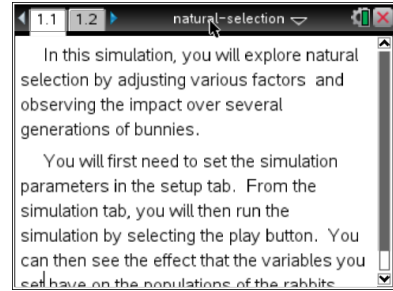 1.1 1.2 natural-selection
In this simulation, you will explore natural
selection by adjusting various factors and
observing the impact over several
generations of bunnies.
You will first need to set the simulation
parameters in the setup tab. From the
simulation tab, you will then run the
simulation by selecting the play button. You
can then see the effect that the variables you
set have on the populations of the rabbits